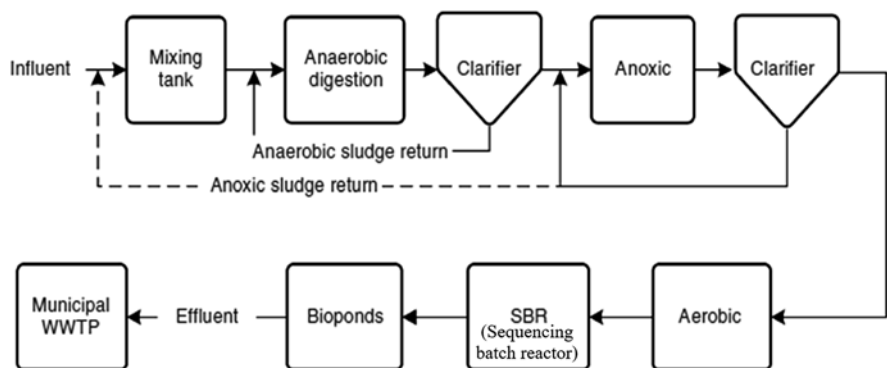 Influent
Mixing
tank
Anaerobic
digestion
Clarifier
Anoxic
Clarifier
Anaerobic sludge return
Anoxic sludge return
Municipal
WWTP
Effluent
Bioponds
SBR
(Sequencing
batch reactor)
Aerobic